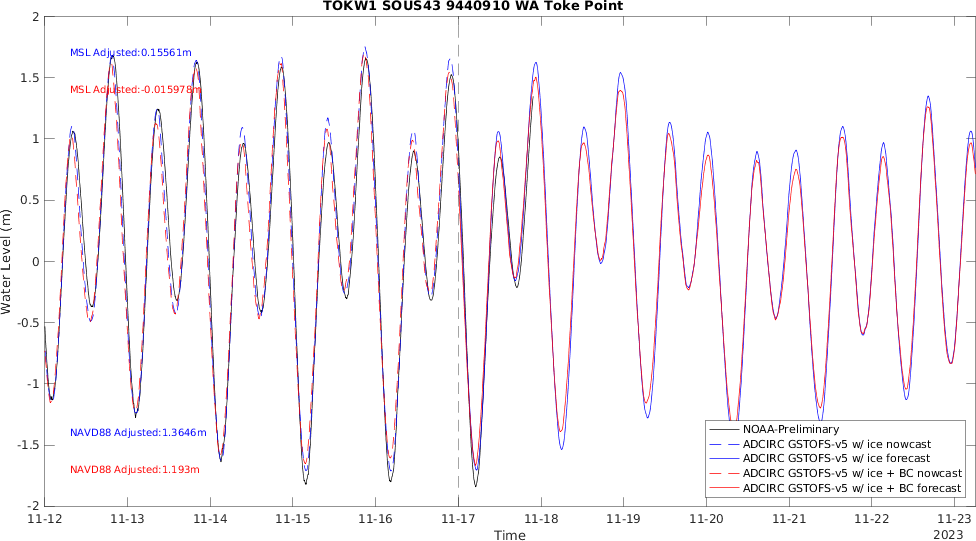 TOKW1 SOUS43 9440910 WA Toke Point
2
1.5
1
0.5
0
-0.5
-1
-1.5
-2
Water Level (m)
MSL Adjusted:0.15561m
MSL Adjusted:-0.015978m
NAVD88 Adjusted:1.3646m
NAVD88 Adjusted:1.193m
NOAA-Preliminary
ADCIRC GSTOFS-v5 w/ ice nowcast
ADCIRC GSTOFS-v5 w/ ice forecast
ADCIRC GSTOFS-v5 w/ ice + BC nowcast
ADCIRC GSTOFS-v5 w/ ice + BC forecast
11-12 11-13 11-14 11-15 11-16 11-17 11-18 11-19 11-20 11-21 11-22 11-23
Time
2023